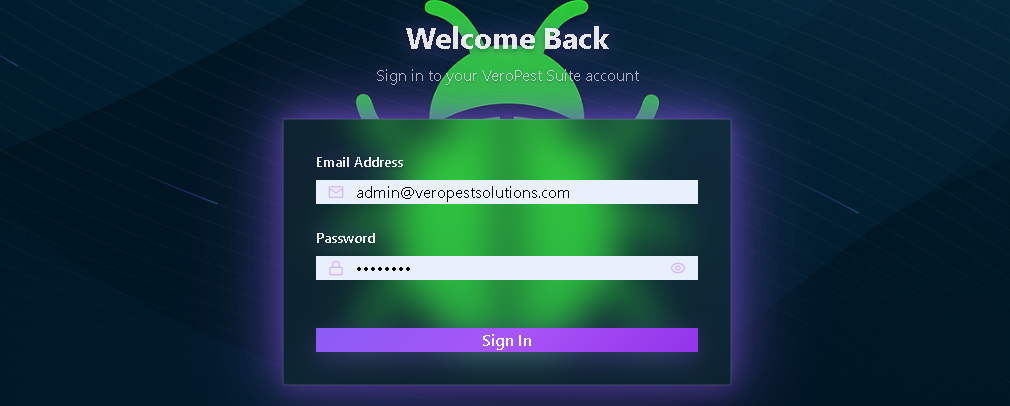 Welcome Back
Sign in to your VeroPest Suite account
Email Address
admin@veropestsolutions.com
Password
••••••••
Sign In